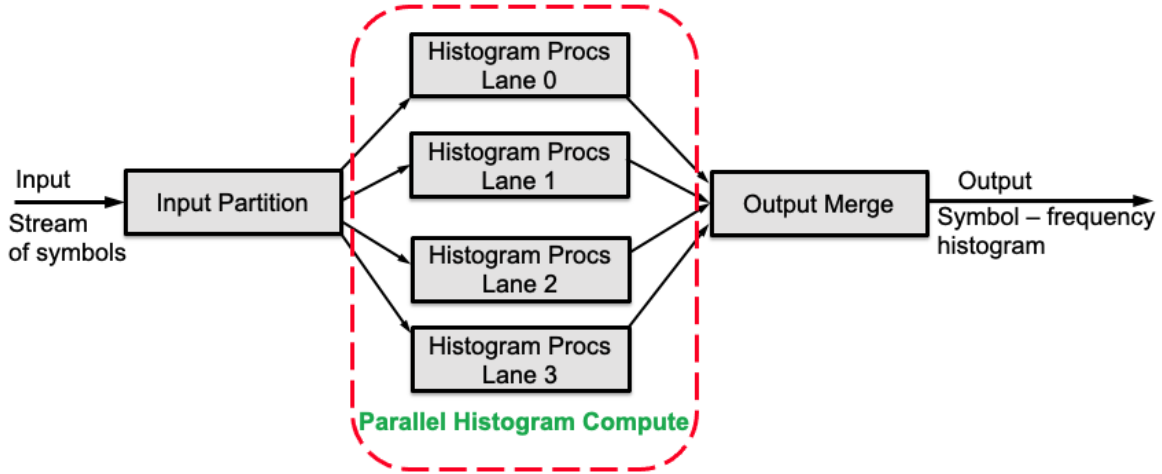 Input
Stream
of symbols
Input Partition
Histogram Procs
Lane 0
Histogram Procs
Lane 1
Histogram Procs
Lane 2
Histogram Procs
Lane 3
Parallel Histogram Compute
Output Merge
Output
Symbol – frequency
histogram